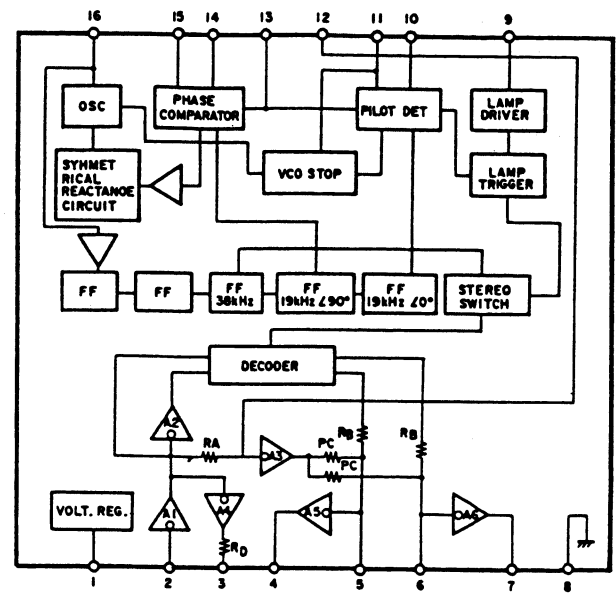 16 15 14 13 12 11 10 9
OSC
PHASE
COMPARATOR
PILOT DET
LAMP
DRIVER
SYHMET
RICAL
REACTANOE
CIRCUIT
VCO STOP
LAMP
TRIGGER
FF
FF
FF
38kHz
FF
19kHz ∠90°
FF
19kHz ∠0°
STEREO
SWITCH
DECODER
A2
RA
A3
PC
PC
RB
RB
VOLT. REG.
A1
A4
RD
A5
A6
1 2 3 4 5 6 7 8